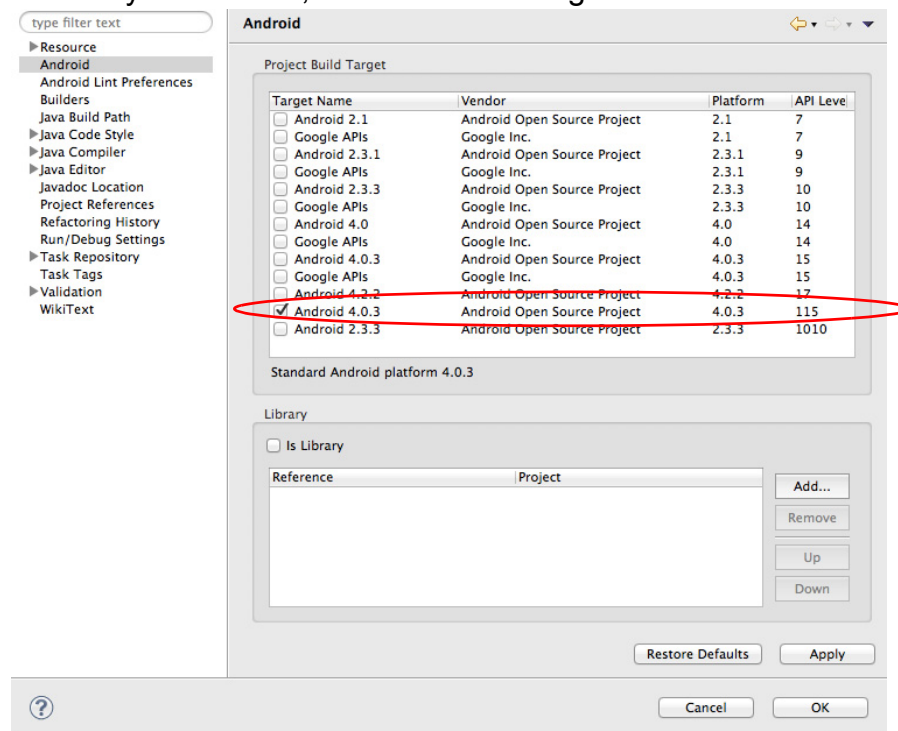 type filter text
Android
Resource
Android
Android Lint Preferences
Builders
Java Build Path
Java Code Style
Java Compiler
Java Editor
Javadoc Location
Project References
Refactoring History
Run/Debug Settings
Task Repository
Task Tags
Validation
WikiText
Project Build Target
Target Name Vendor Platform API Leve
Android 2.1 Android Open Source Project 2.1 7
Google APIs Google Inc. 2.1 7
Android 2.3.1 Android Open Source Project 2.3.1 9
Google APIs Google Inc. 2.3.1 9
Android 2.3.3 Android Open Source Project 2.3.3 10
Google APIs Google Inc. 2.3.3 10
Android 4.0 Android Open Source Project 4.0 14
Google APIs Google Inc. 4.0 14
Android 4.0.3 Android Open Source Project 4.0.3 15
Google APIs Google Inc. 4.0.3 15
Android 4.2.2 Android Open Source Project 4.2.2 17
Android 4.0.3 Android Open Source Project 4.0.3 115
Android 2.3.3 Android Open Source Project 2.3.3 1010
Standard Android platform 4.0.3
Library
Is Library
Reference Project
Add...
Remove
Up
Down
Restore Defaults Apply
? Cancel OK